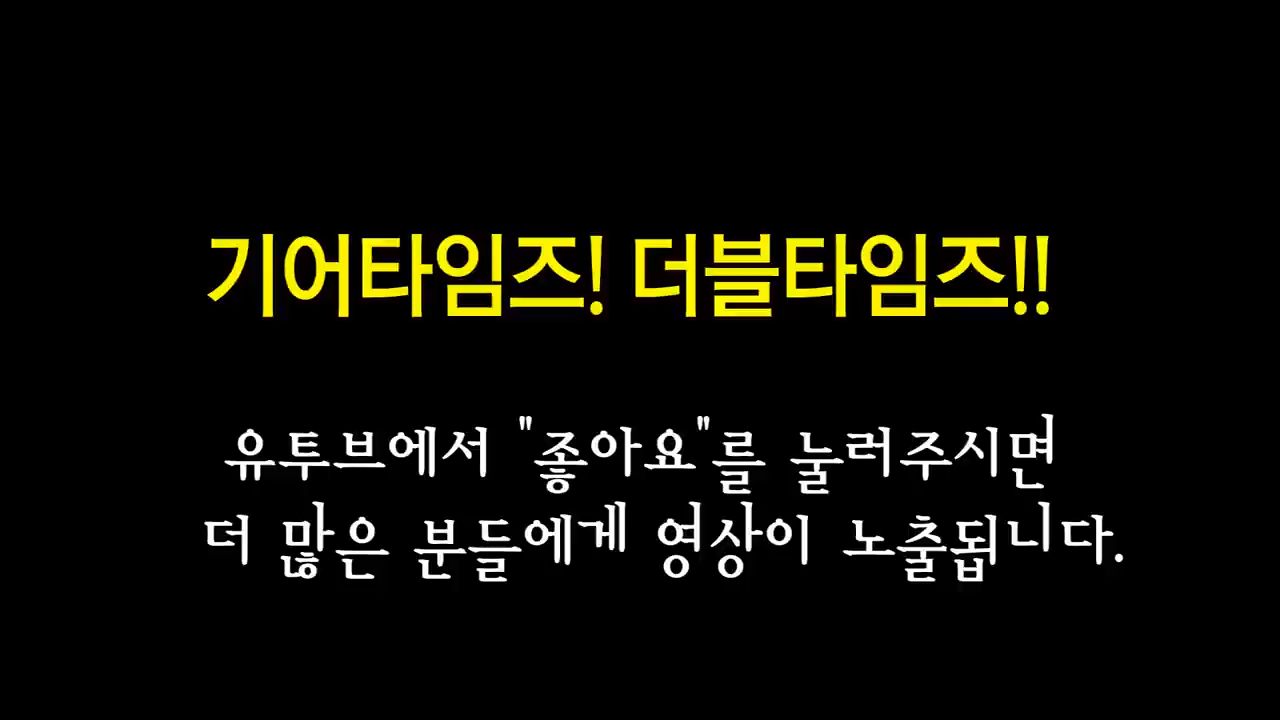 기어타임즈! 더블타임즈!!
유투브에서 "좋아요"를 눌러주시면
더 많은 분들에게 영상이 노출됩니다.